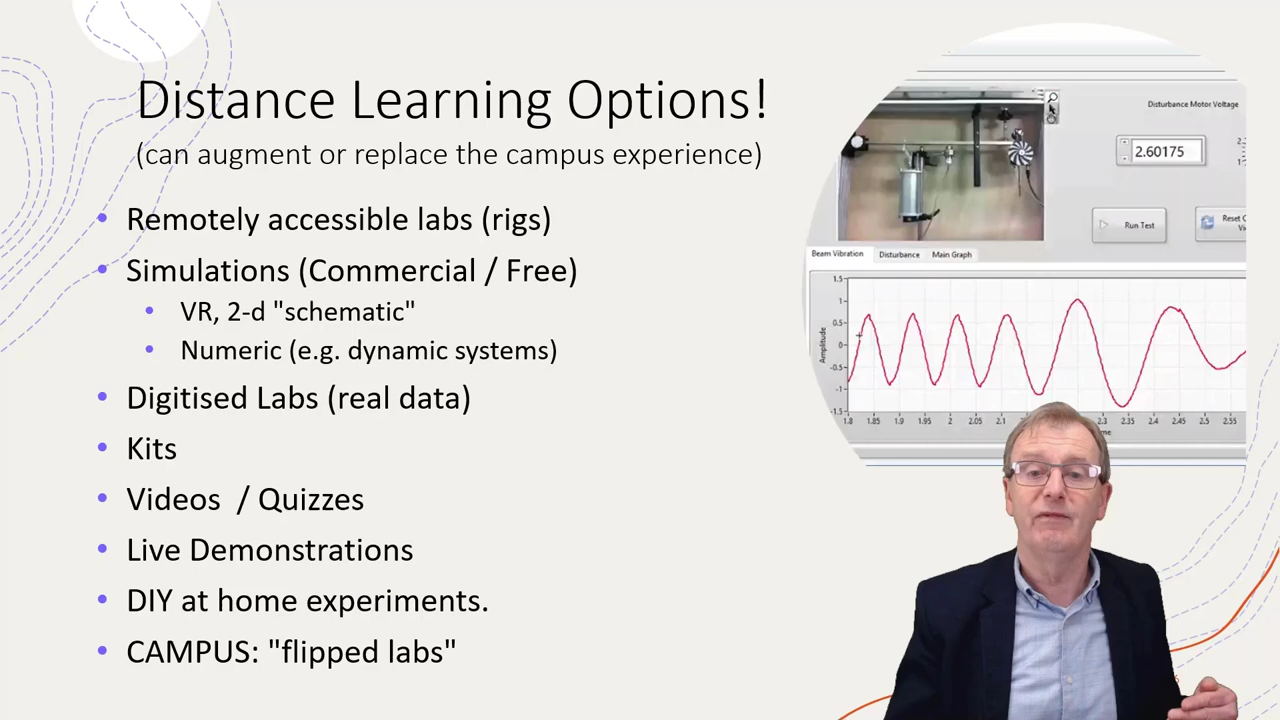 Distance Learning Options!
(can augment or replace the campus experience)
Remotely accessible labs (rigs)
Simulations (Commercial / Free)
VR, 2-d "schematic"
Numeric (e.g. dynamic systems)
Digitised Labs (real data)
Kits
Videos / Quizzes
Live Demonstrations
DIY at home experiments.
CAMPUS: "flipped labs"
Disturbance Motor Voltage
2.60175
Run Test
Reset
Beam Vibration Disturbance Main Graph
Amplitude
1.5
1
0.5
0
-0.5
-1
-1.5
1.8 1.85 1.9 1.95 2 2.05 2.1 2.3 2.35 2.4 2.45 2.5 2.55